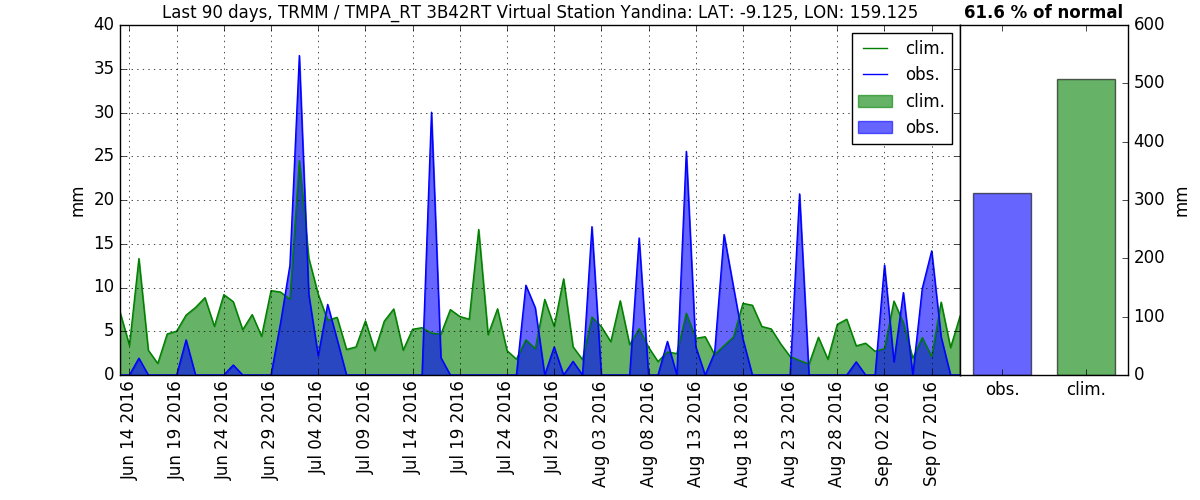 Last 90 days, TRMM / TMPA_RT 3B42RT Virtual Station Yandina: LAT: -9.125, LON: 159.125
61.6 % of normal
40
35
30
25
20
15
10
5
0
mm
clim.
obs.
clim.
obs.
600
500
400
300
200
100
0
mm
Jun 14 2016
Jun 19 2016
Jun 24 2016
Jun 29 2016
Jul 04 2016
Jul 09 2016
Jul 14 2016
Jul 19 2016
Jul 24 2016
Jul 29 2016
Aug 03 2016
Aug 08 2016
Aug 13 2016
Aug 18 2016
Aug 23 2016
Aug 28 2016
Sep 02 2016
Sep 07 2016
obs.
clim.